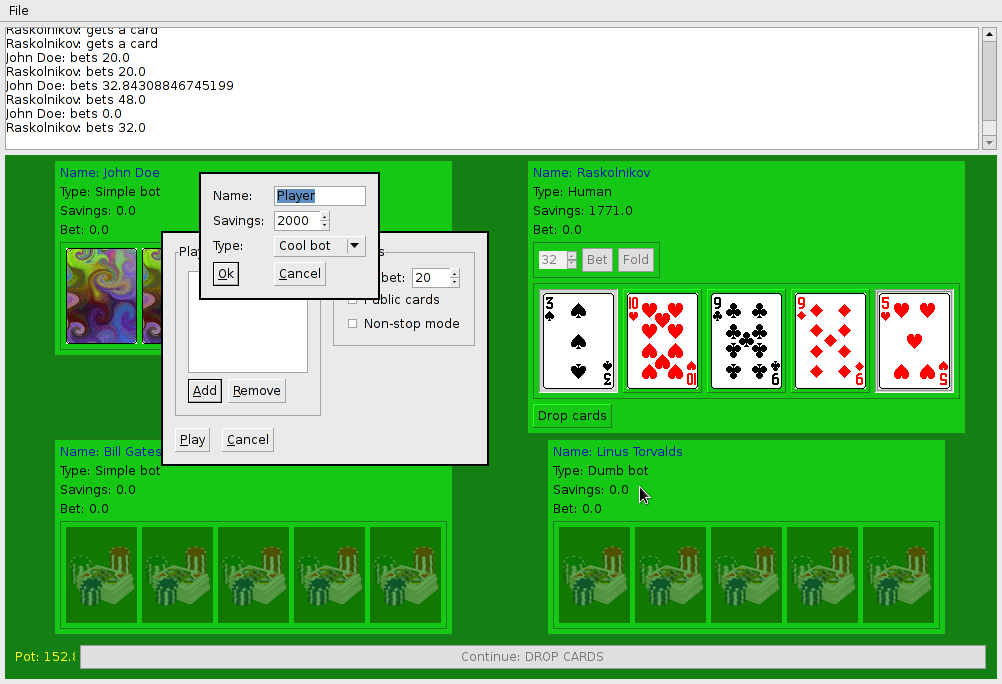 File
Raskolnikov: gets a card
Raskolnikov: gets a card
John Doe: bets 20.0
Raskolnikov: bets 20.0
John Doe: bets 32.84308846745199
Raskolnikov: bets 48.0
John Doe: bets 0.0
Raskolnikov: bets 32.0
Name: John Doe
Type: Simple bot
Savings: 0.0
Bet: 0.0
Name: Player
Savings: 2000
Type: Cool bot
Ok Cancel
bet: 20
Public cards
Non-stop mode
Add Remove
Play Cancel
Name: Raskolnikov
Type: Human
Savings: 1771.0
Bet: 0.0
32 Bet Fold
3 10 9 9 5
3 10 9 9 5
Drop cards
Name: Bill Gates
Type: Simple bot
Savings: 0.0
Bet: 0.0
Name: Linus Torvalds
Type: Dumb bot
Savings: 0.0
Bet: 0.0
Pot: 152.8
Continue: DROP CARDS